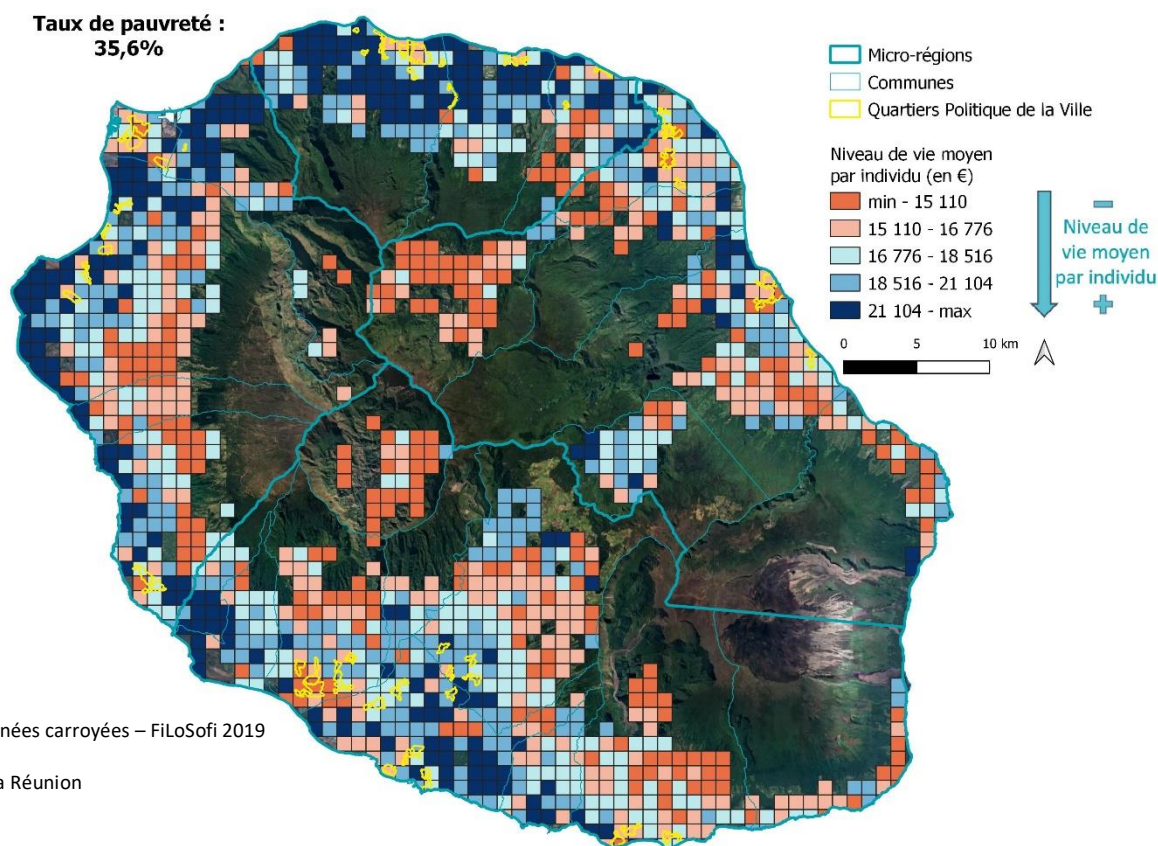 Taux de pauvreté :
35,6%
Micro-régions
Communes
Quartiers Politique de la Ville
Niveau de vie moyen
par individu (en €)
min - 15 110
15 110 - 16 776
16 776 - 18 516
18 516 - 21 104
21 104 - max
Niveau de
vie moyen
par individu
0 5 10 km
nées carroyées – FiLoSofi 2019
a Réunion